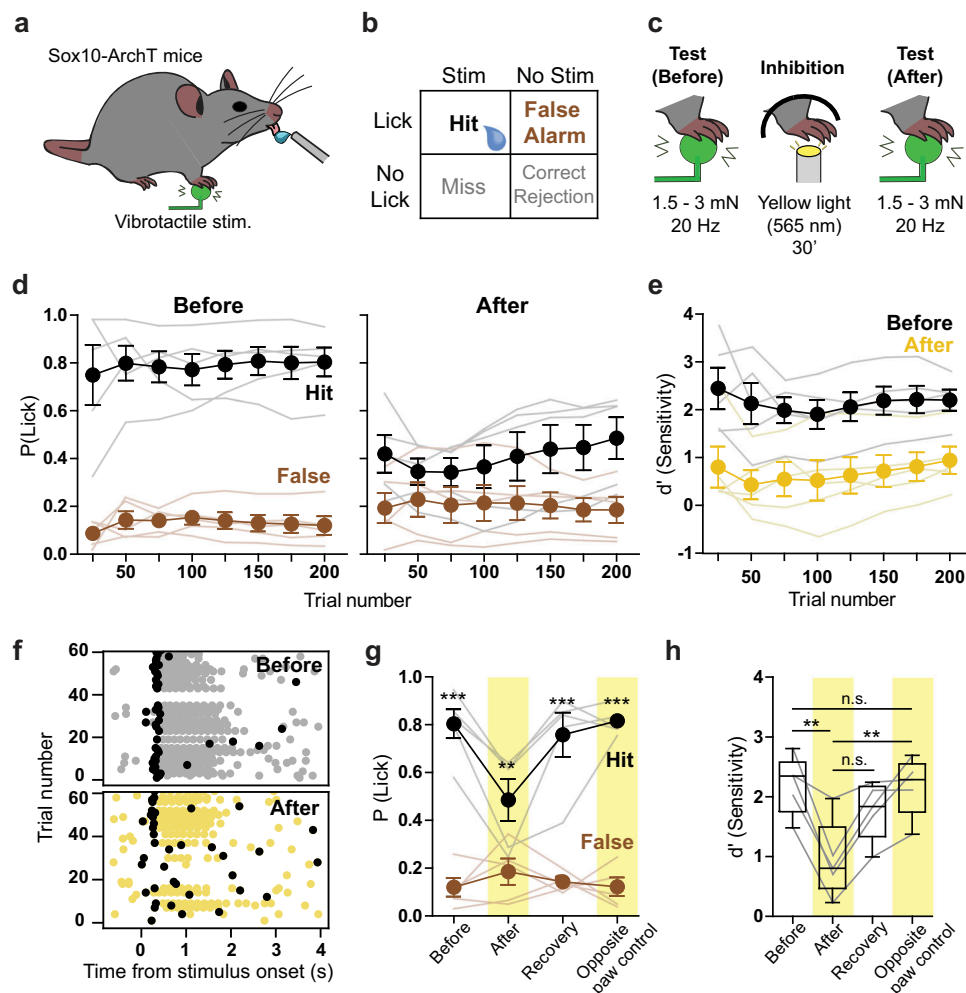 a
Sox10-ArchT mice
Vibrotactile stim.
b
Stim
No Stim
Lick
Hit
False
Alarm
No
Lick
Miss
Correct
Rejection
c
Test
(Before)
Inhibition
Test
(After)
1.5 - 3 mN
20 Hz
Yellow light
(565 nm)
30'
1.5 - 3 mN
20 Hz
d
Before
After
P(Lick)
1.0
0.8
0.6
0.4
0.2
0.0
Hit
False
50
100
150
200
50
100
150
200
Trial number
e
Before
After
d' (Sensitivity)
4
3
2
1
0
-1
50
100
150
200
Trial number
f
Before
After
Trial number
60
40
20
0
60
40
20
0
0
1
2
3
4
Time from stimulus onset (s)
g
P (Lick)
1.0
0.8
0.6
0.4
0.2
0.0
***
**
***
***
Hit
False
Before
After
Recovery
Opposite
paw control
h
d' (Sensitivity)
4
2
0
n.s.
**
**
n.s.
Before
After
Recovery
Opposite
paw control